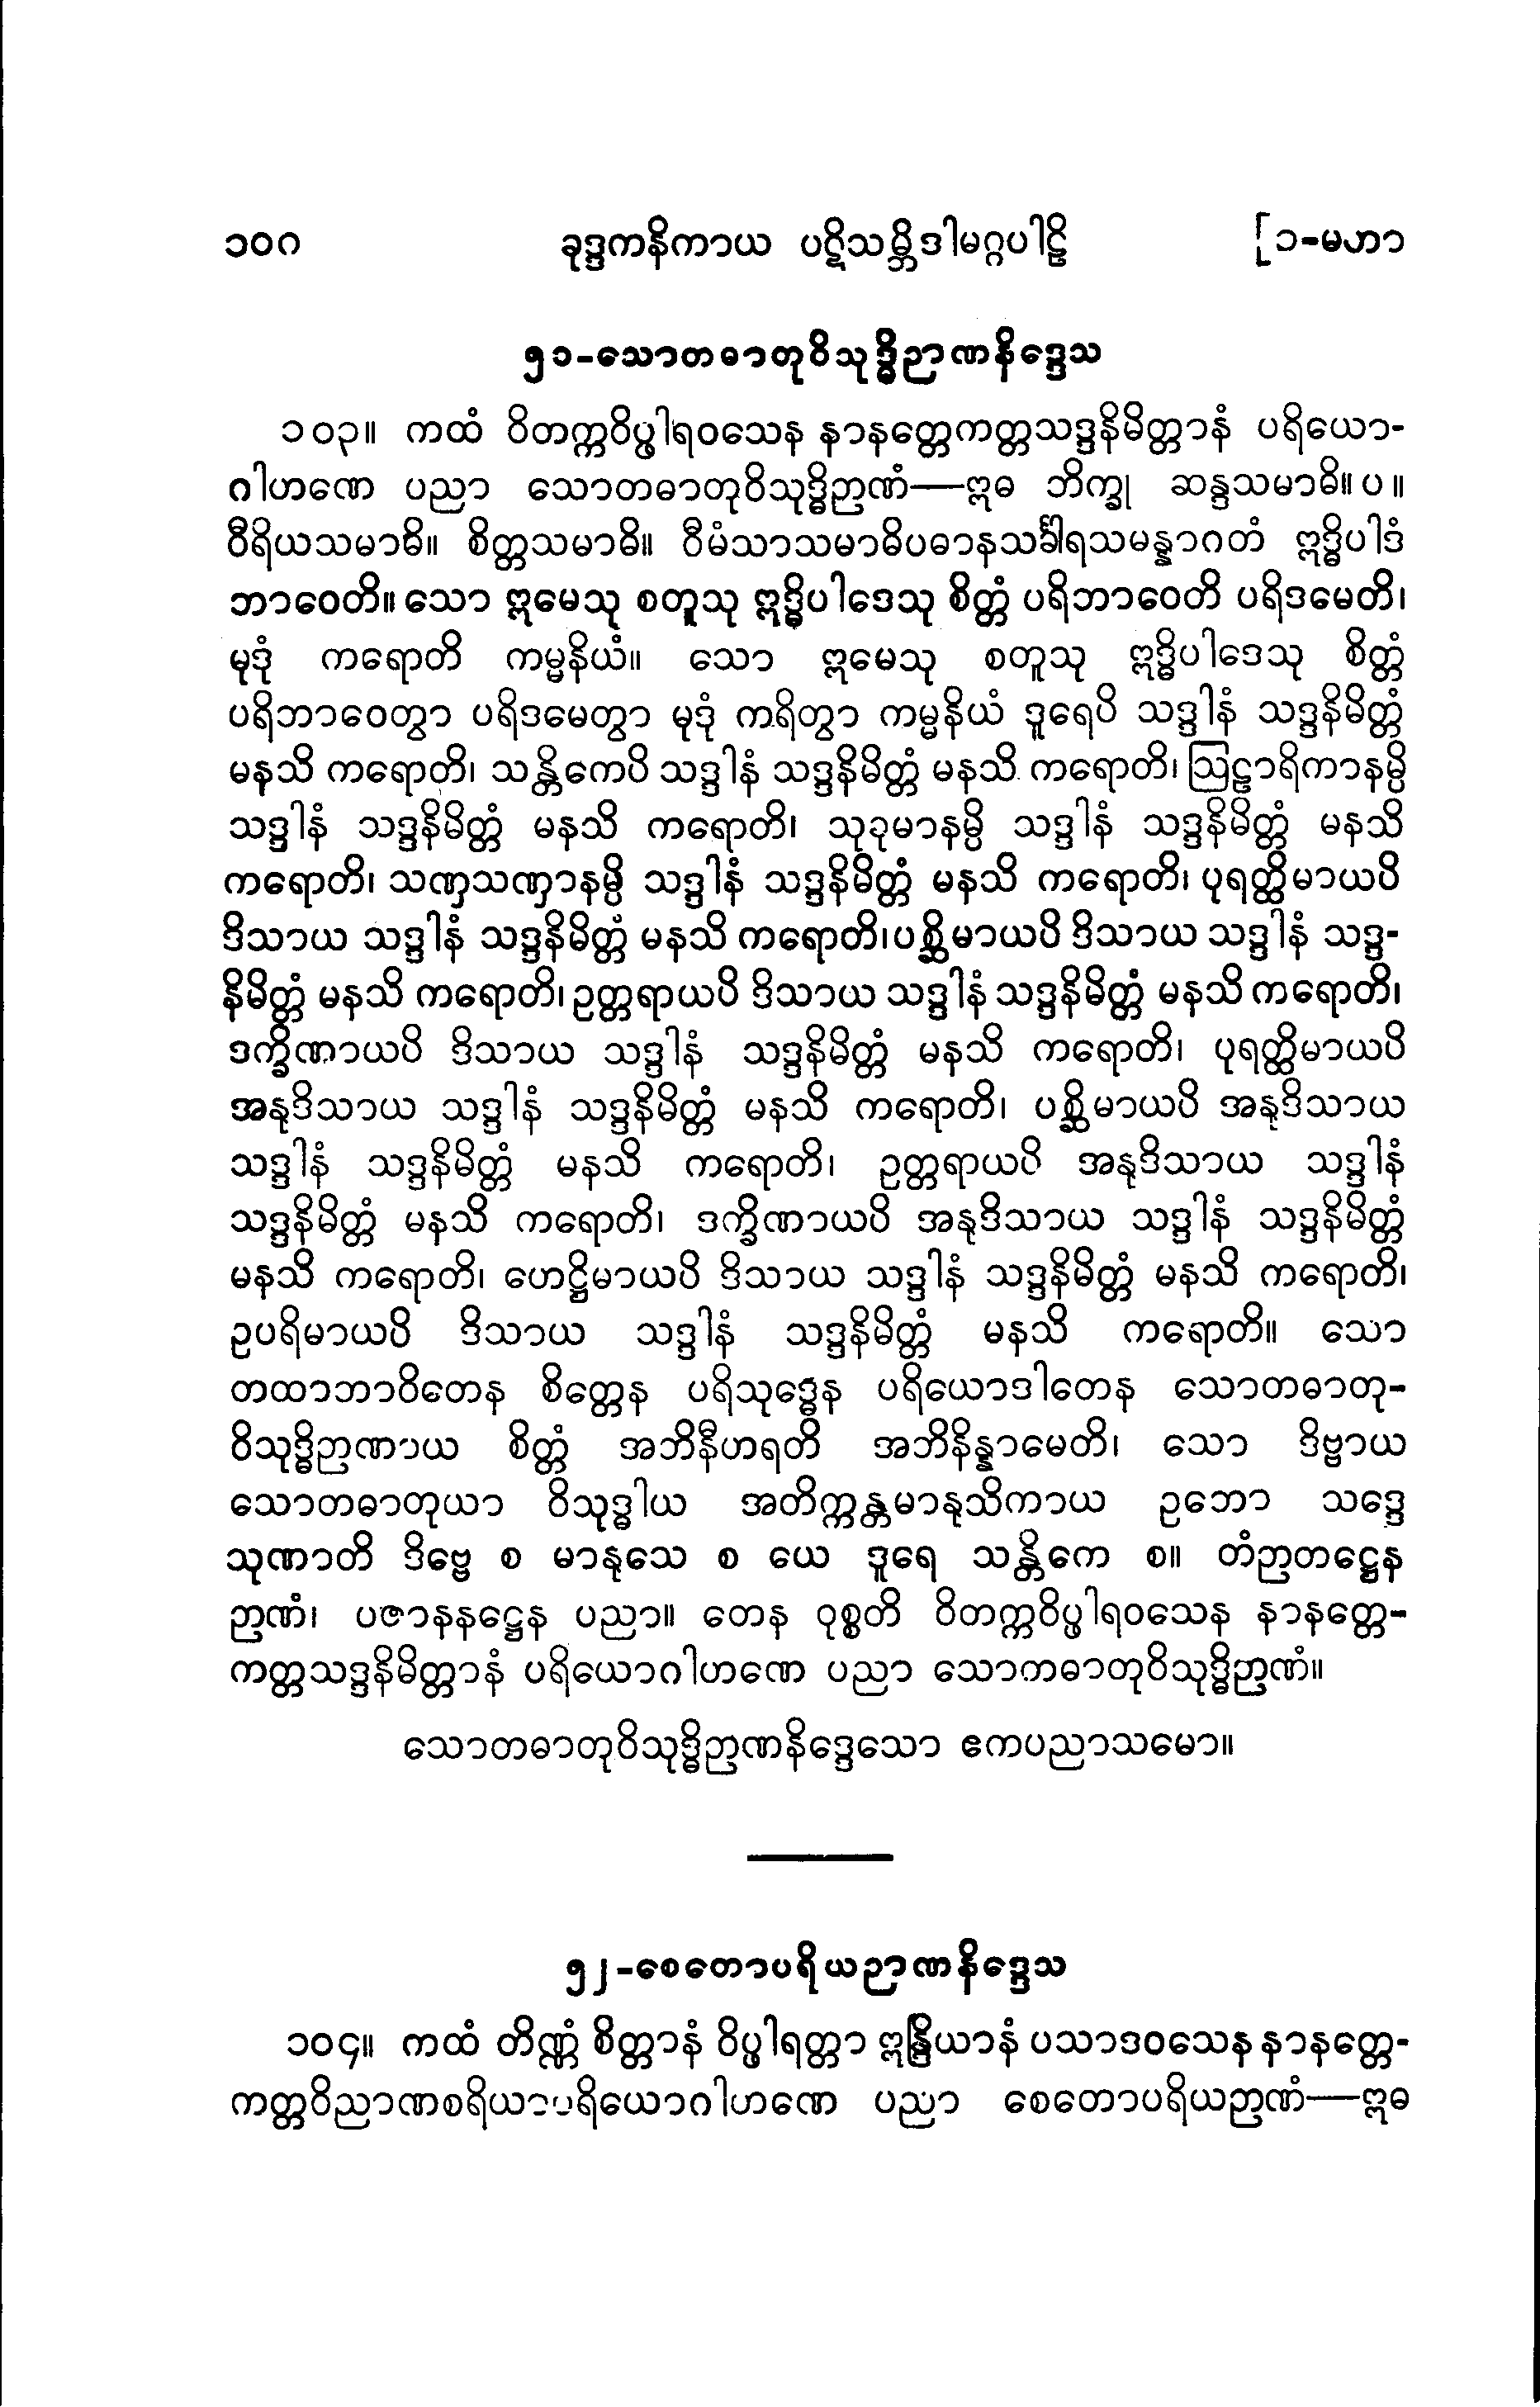 ၁၀၈ ခုဒ္ဒကနိကာယ ပဋိသမ္ဘိဒါမဂ္ဂပါဠိ [၁-မဟာ
၅၁-သောတဓာတုဝိသုဒ္ဓိဉာဏနိဒ္ဒေသ
၁၀၃။ ကထံ ဝိတက္ကဝိပ္ဖါရဝသေန နာနတ္တေကတ္တသဒ္ဒနိမိတ္တာနံ ပရိယော-
ဂါဟဏေ ပညာ သောတဓာတုဝိသုဒ္ဓိဉာဏံ—ဣဓ ဘိက္ခု ဆန္ဒသမာဓိ။ ပ ။
ဝီရိယသမာဓိ။ စိတ္တသမာဓိ။ ဝီမံသာသမာဓိပဓာနသင်္ခါရသမန္နာဂတံ ဣဒ္ဓိပါဒံ
ဘာဝေတိ။ သော ဣမေသု စတူသု ဣဒ္ဓိပါဒေသု စိတ္တံ ပရိဘာဝေတိ ပရိဒမေတိ၊
မုဒုံ ကရောတိ ကမ္မနိယံ။ သော ဣမေသု စတူသု ဣဒ္ဓိပါဒေသု စိတ္တံ
ပရိဘာဝေတွာ ပရိဒမေတွာ မုဒုံ ကရိတွာ ကမ္မနိယံ ဒူရေပိ သဒ္ဒါနံ သဒ္ဒနိမိတ္တံ
မနသိ ကရောတိ၊ သန္တိကေပိ သဒ္ဒါနံ သဒ္ဒနိမိတ္တံ မနသိ ကရောတိ၊ ဩဠာရိကာနမ္ပိ
သဒ္ဒါနံ သဒ္ဒနိမိတ္တံ မနသိ ကရောတိ၊ သုခုမာနမ္ပိ သဒ္ဒါနံ သဒ္ဒနိမိတ္တံ မနသိ
ကရောတိ၊ သဏှသဏှာနမ္ပိ သဒ္ဒါနံ သဒ္ဒနိမိတ္တံ မနသိ ကရောတိ၊ ပုရတ္ထိမာယပိ
ဒိသာယ သဒ္ဒါနံ သဒ္ဒနိမိတ္တံ မနသိ ကရောတိ၊ ပစ္ဆိမာယပိ ဒိသာယ သဒ္ဒါနံ သဒ္ဒ-
နိမိတ္တံ မနသိ ကရောတိ၊ ဥတ္တရာယပိ ဒိသာယ သဒ္ဒါနံ သဒ္ဒနိမိတ္တံ မနသိ ကရောတိ၊
ဒက္ခိဏာယပိ ဒိသာယ သဒ္ဒါနံ သဒ္ဒနိမိတ္တံ မနသိ ကရောတိ၊ ပုရတ္ထိမာယပိ
အနုဒိသာယ သဒ္ဒါနံ သဒ္ဒနိမိတ္တံ မနသိ ကရောတိ၊ ပစ္ဆိမာယပိ အနုဒိသာယ
သဒ္ဒါနံ သဒ္ဒနိမိတ္တံ မနသိ ကရောတိ၊ ဥတ္တရာယပိ အနုဒိသာယ သဒ္ဒါနံ
သဒ္ဒနိမိတ္တံ မနသိ ကရောတိ၊ ဒက္ခိဏာယပိ အနုဒိသာယ သဒ္ဒါနံ သဒ္ဒနိမိတ္တံ
မနသိ ကရောတိ၊ ဟေဋ္ဌိမာယပိ ဒိသာယ သဒ္ဒါနံ သဒ္ဒနိမိတ္တံ မနသိ ကရောတိ၊
ဥပရိမာယပိ ဒိသာယ သဒ္ဒါနံ သဒ္ဒနိမိတ္တံ မနသိ ကရောတိ။ သော
တထာဘာဝိတေန စိတ္တေန ပရိသုဒ္ဓေန ပရိယောဒါတေန သောတဓာတု-
ဝိသုဒ္ဓိဉာဏာယ စိတ္တံ အဘိနီဟရတိ အဘိနိန္နာမေတိ၊ သော ဒိဗ္ဗာယ
သောတဓာတုယာ ဝိသုဒ္ဓါယ အတိက္ကန္တမာနုသိကာယ ဥဘော သဒ္ဒေ
သုဏာတိ ဒိဗ္ဗေ စ မာနုသေ စ ယေ ဒူရေ သန္တိကေ စ။ တံဉာတဋ္ဌေန
ဉာဏံ၊ ပဇာနနဋ္ဌေန ပညာ။ တေန ဝုစ္စတိ ဝိတက္ကဝိပ္ဖါရဝသေန နာနတ္တေ-
ကတ္တသဒ္ဒနိမိတ္တာနံ ပရိယောဂါဟဏေ ပညာ သောကဓာတုဝိသုဒ္ဓိဉာဏံ။
သောတဓာတုဝိသုဒ္ဓိဉာဏနိဒ္ဒေသော ဧကပညာသမော။
၅၂-စေတောပရိယဉာဏနိဒ္ဒေသ
၁၀၄။ ကထံ တိဏ္ဏံ စိတ္တာနံ ဝိပ္ဖါရတ္တာ ဣန္ဒြိယာနံ ပသာဒဝသေန နာနတ္တေ-
ကတ္တဝိညာဏစရိယာပရိယောဂါဟဏေ ပညာ စေတောပရိယဉာဏံ—ဣဓ